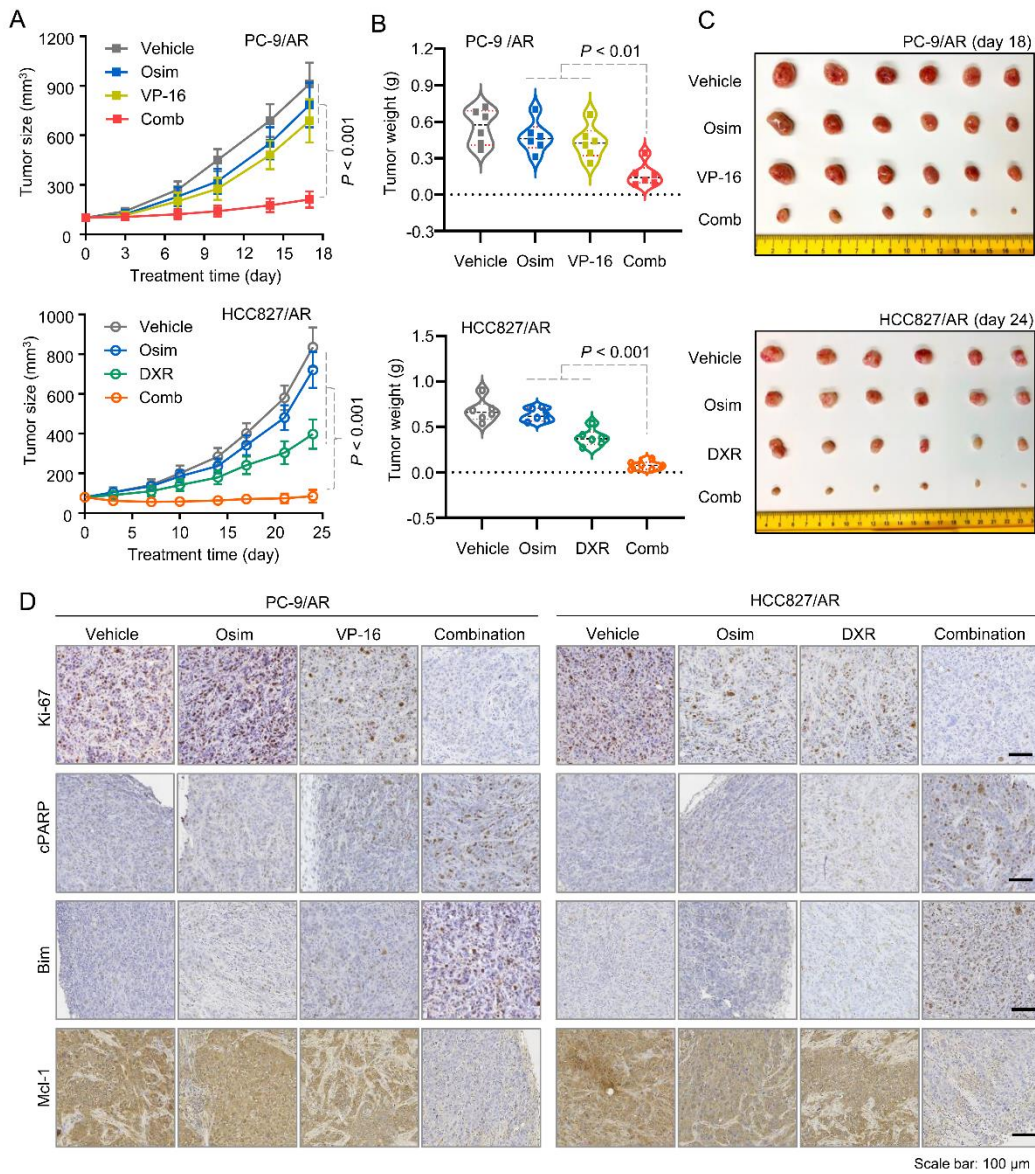 A
PC-9/AR
Tumor size (mm³)
1200
900
600
300
0
Vehicle
Osim
VP-16
Comb
P < 0.001
0 3 6 9 12 15 18
Treatment time (day)
HCC827/AR
Tumor size (mm³)
1000
800
600
400
200
0
Vehicle
Osim
DXR
Comb
P < 0.001
0 5 10 15 20 25
Treatment time (day)
B
PC-9 /AR
Tumor weight (g)
1.2
0.9
0.6
0.3
0.0
-0.3
P < 0.01
Vehicle Osim VP-16 Comb
HCC827/AR
Tumor weight (g)
1.5
1.0
0.5
0.0
-0.5
P < 0.001
Vehicle Osim DXR Comb
C
PC-9/AR (day 18)
Vehicle
Osim
VP-16
Comb
HCC827/AR (day 24)
Vehicle
Osim
DXR
Comb
D
PC-9/AR HCC827/AR
Vehicle Osim VP-16 Combination Vehicle Osim DXR Combination
Ki-67
cPARP
Bim
Mcl-1
Scale bar: 100 µm